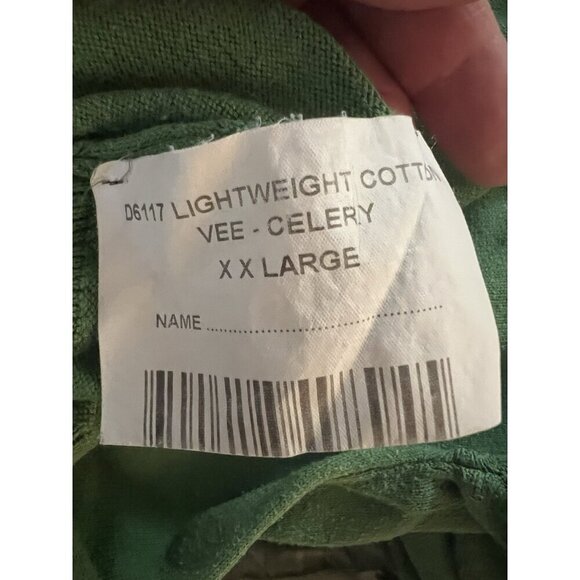 D6117 LIGHTWEIGHT COTTON
VEE - CELERY
X X LARGE
NAME................................................